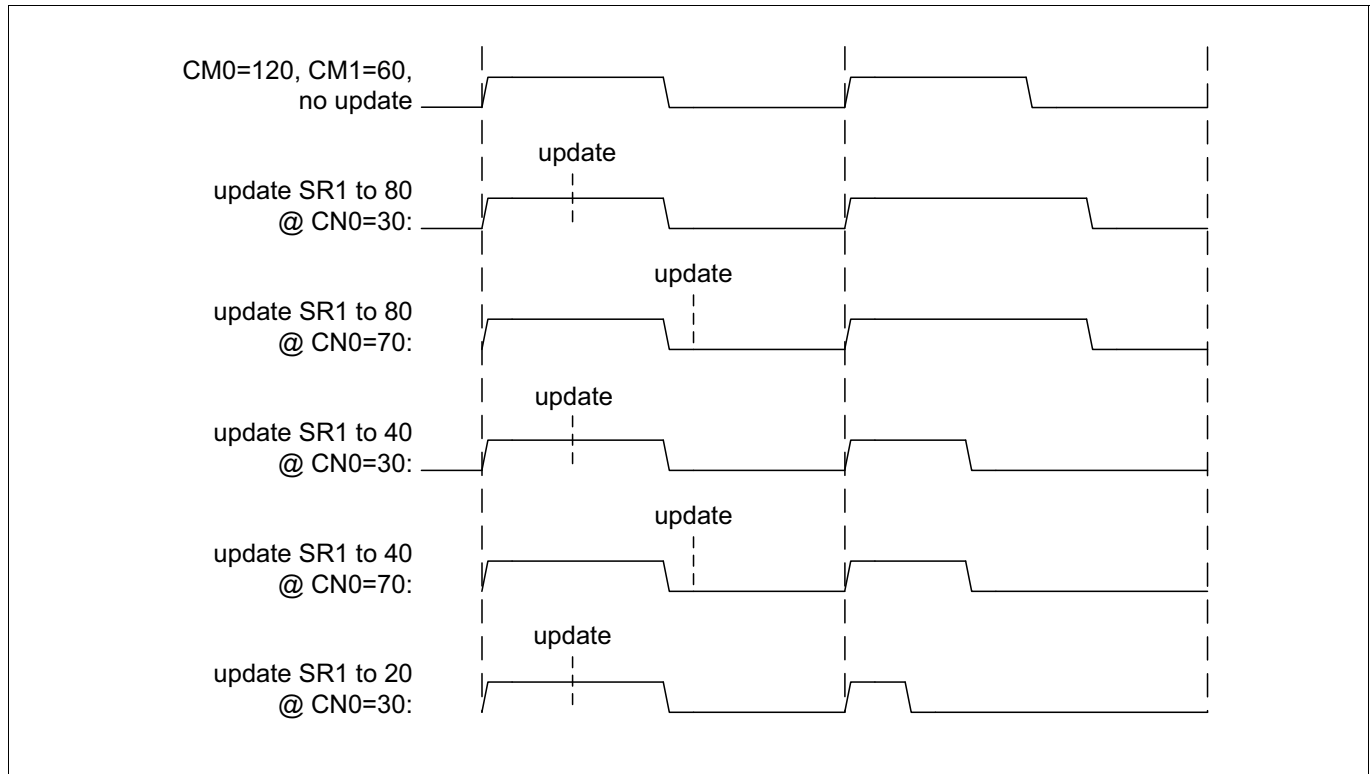 CM0=120, CM1=60,
no update
update
update SR1 to 80
@ CN0=30:
update
update SR1 to 80
@ CN0=70:
update
update SR1 to 40
@ CN0=30:
update
update SR1 to 40
@ CN0=70:
update
update SR1 to 20
@ CN0=30: